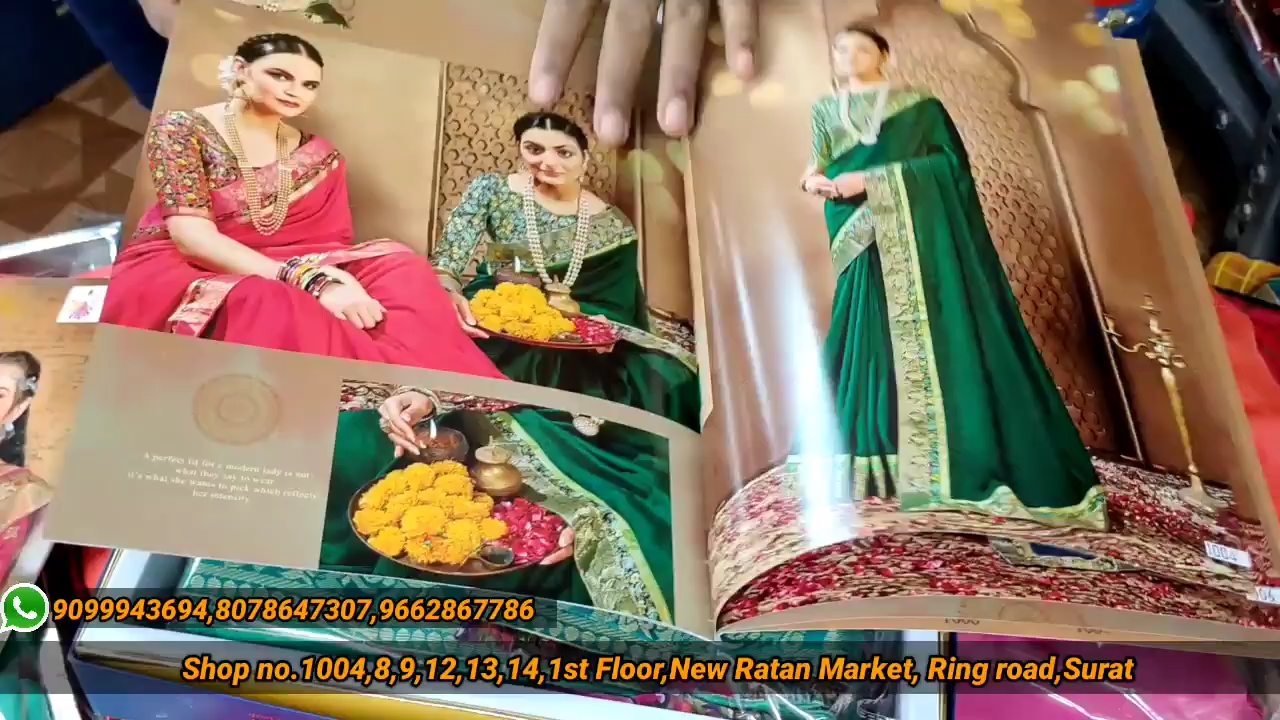 A perfect fit for a modern lady is not
what they say to wear
it's what she wants to pick which reflects
her intensity.
1004
9099943694,8078647307,9662867786
Shop no.1004,8,9,12,13,14,1st Floor,New Ratan Market, Ring road,Surat